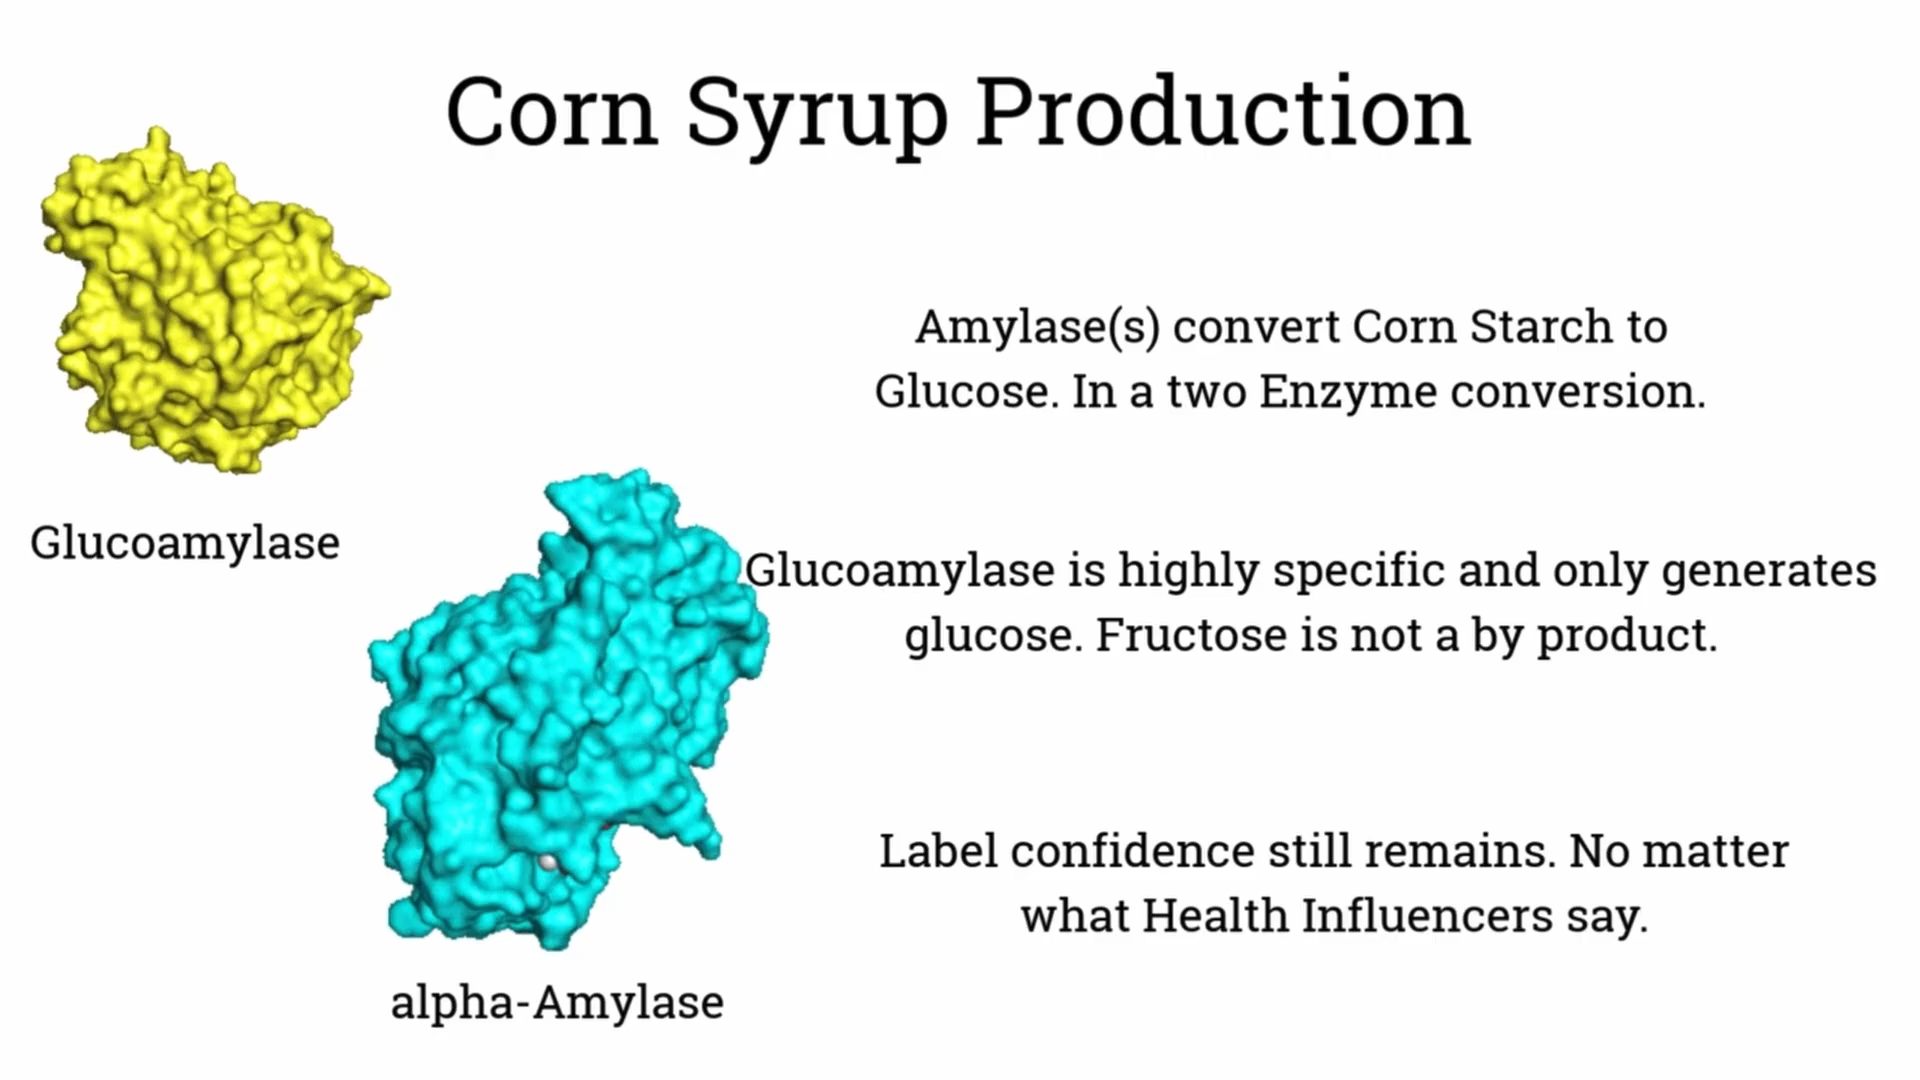 Corn Syrup Production
Amylase(s) convert Corn Starch to
Glucose. In a two Enzyme conversion.
Glucoamylase
Glucoamylase is highly specific and only generates
glucose. Fructose is not a by product.
Label confidence still remains. No matter
what Health Influencers say.
alpha-Amylase